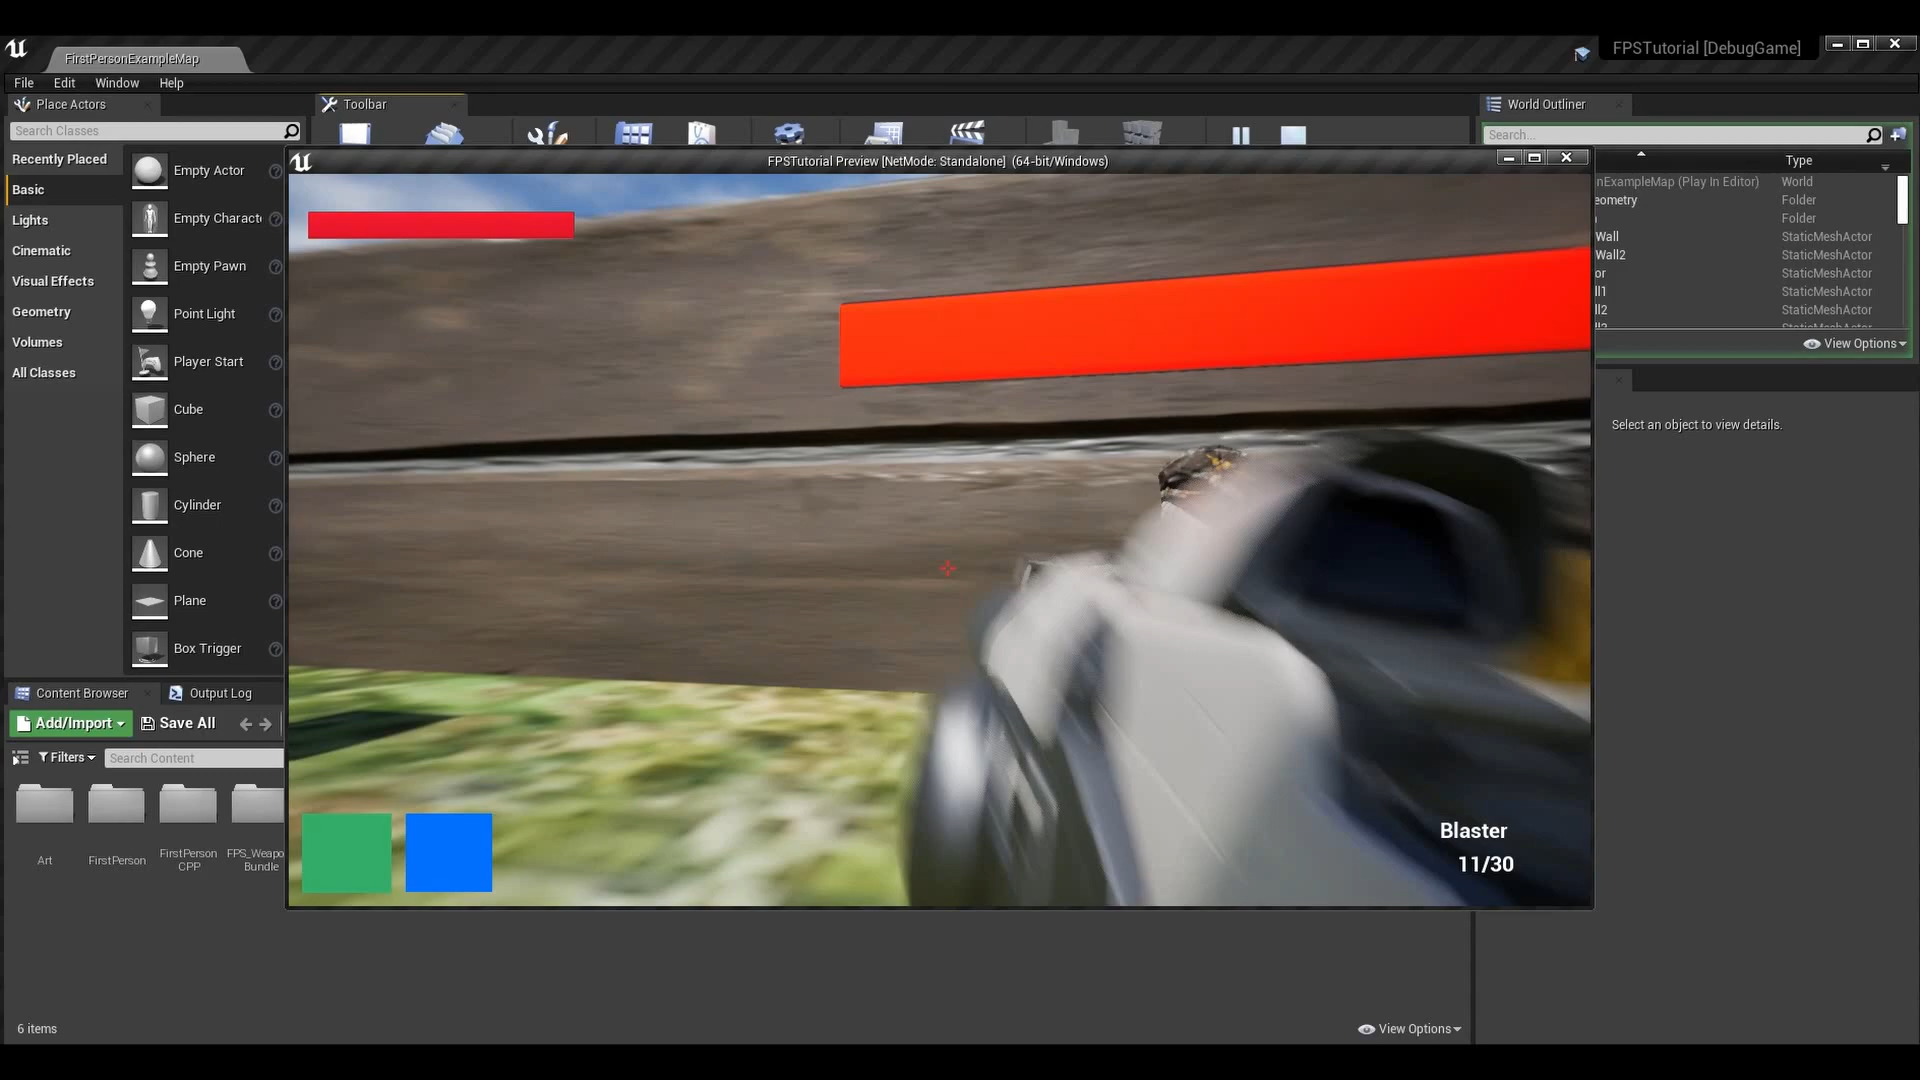 FirstPersonExampleMap
FPSTutorial [DebugGame]
File Edit Window Help
Place Actors
Toolbar
World Outliner
Search Classes
Search...
Recently Placed
Basic
Lights
Cinematic
Visual Effects
Geometry
Volumes
All Classes
Empty Actor
Empty Characte
Empty Pawn
Point Light
Player Start
Cube
Sphere
Cylinder
Cone
Plane
Box Trigger
FPSTutorial Preview [NetMode: Standalone] (64-bit/Windows)
Blaster
11/30
Type
nExampleMap (Play In Editor) World
eometry Folder
Folder
Wall StaticMeshActor
Wall2 StaticMeshActor
or StaticMeshActor
ll1 StaticMeshActor
ll2 StaticMeshActor
StaticMeshActor
View Options
Select an object to view details.
Content Browser
Output Log
Add/Import
Save All
Filters
Search Content
Art
FirstPerson
FirstPerson
CPP
FPS_Weapo
Bundle
6 items
View Options